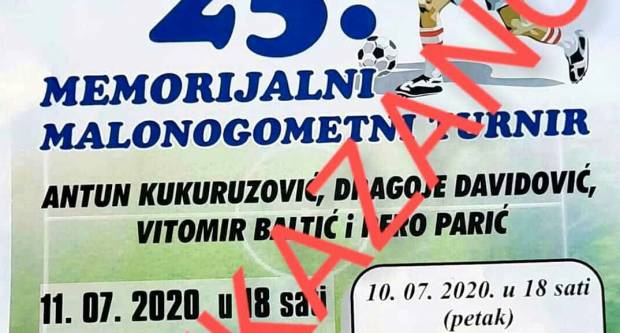 25.
MEMORIJALNI
MALONOGOMETNI TURNIR
ANTUN KUKURUZOVIĆ, DRAGOJE DAVIDOVIĆ,
VITOMIR BALTIĆ i PERO PARIĆ
11. 07. 2020 u 18 sati
10. 07. 2020. u 18 sati
(petak)
KAZANO